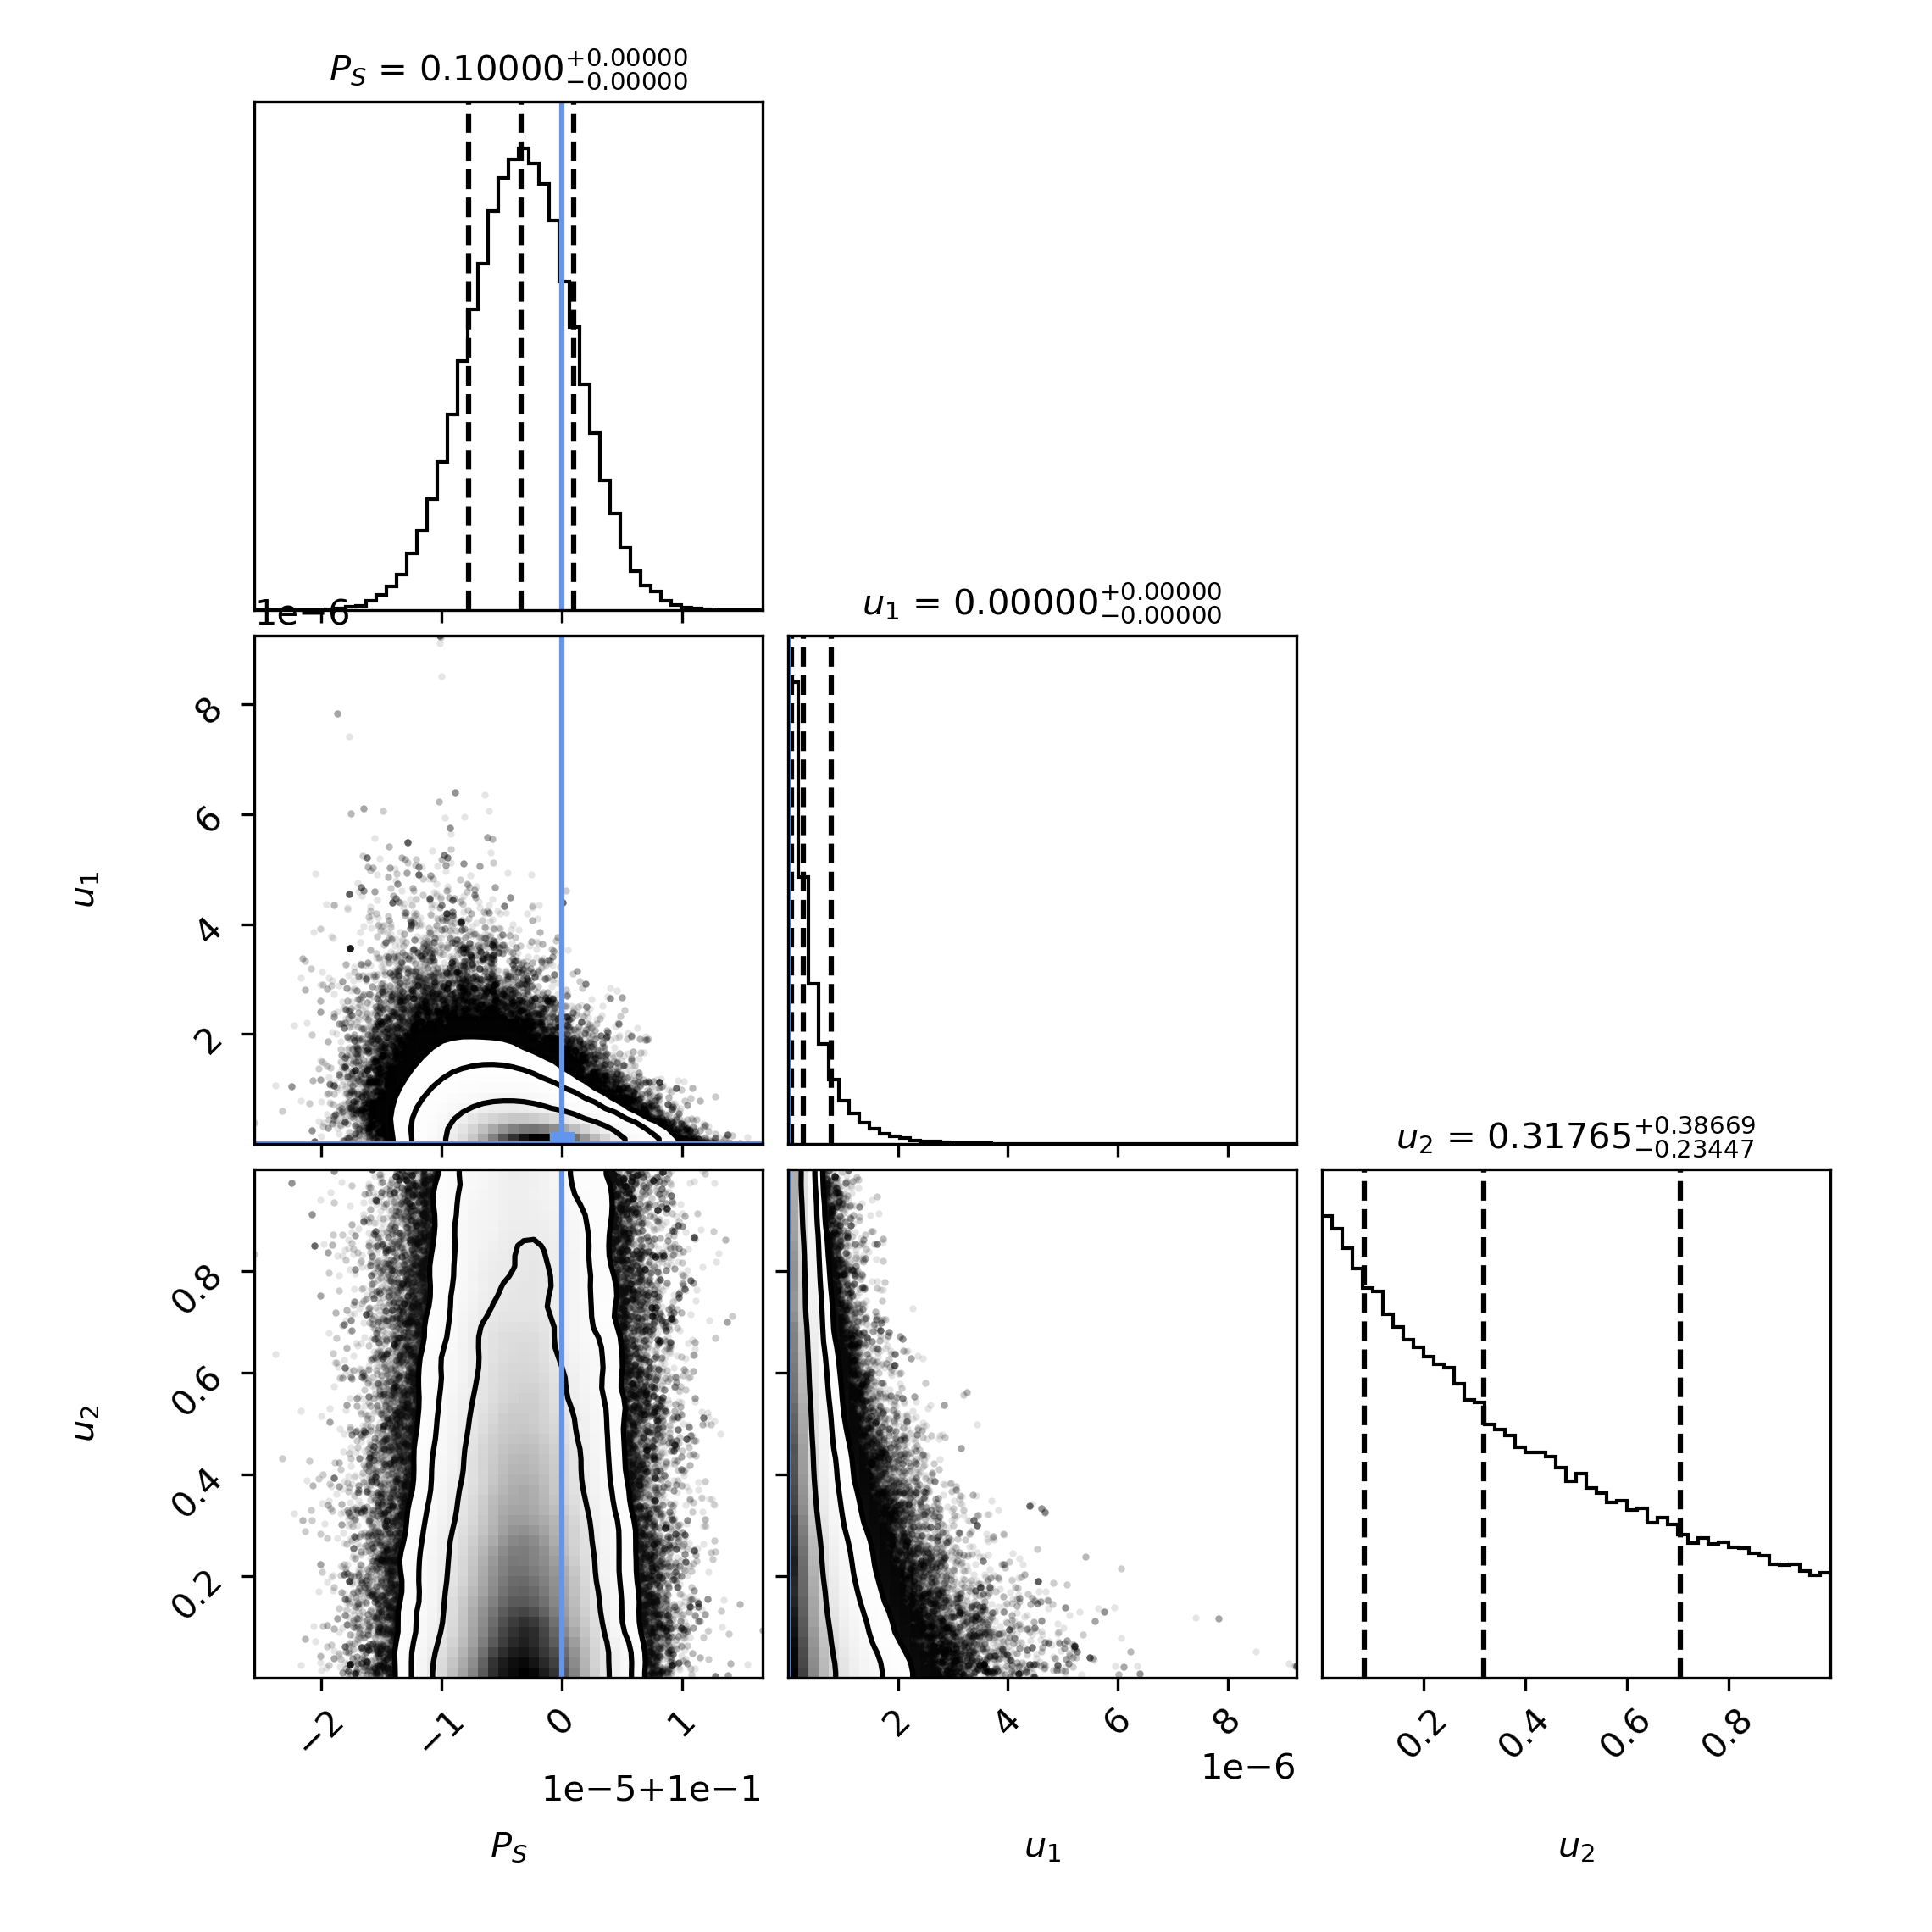 P_S = 0.10000+0.00000−0.00000
1e−6
u_1 = 0.00000+0.00000−0.00000
8
6
4
2
u_1
u_2 = 0.31765+0.38669−0.23447
0.8
0.6
0.4
0.2
u_2
−2 −1 0 1
2 4 6 8
0.2 0.4 0.6 0.8
1e−5+1e−1
1e−6
P_S
u_1
u_2